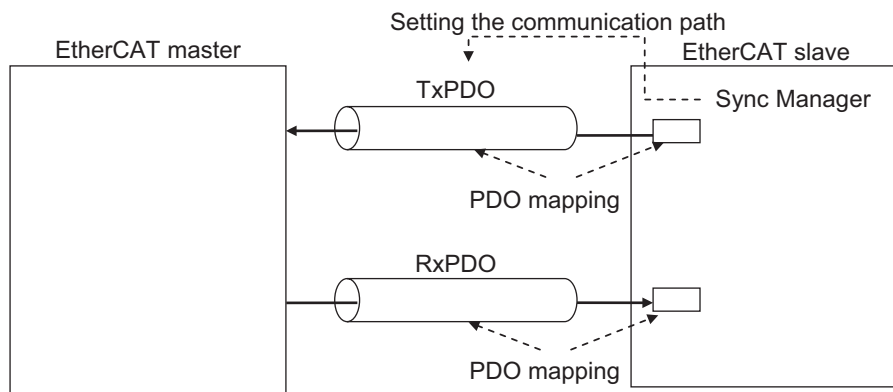 Setting the communication path
EtherCAT master
EtherCAT slave
TxPDO
Sync Manager
PDO mapping
RxPDO
PDO mapping